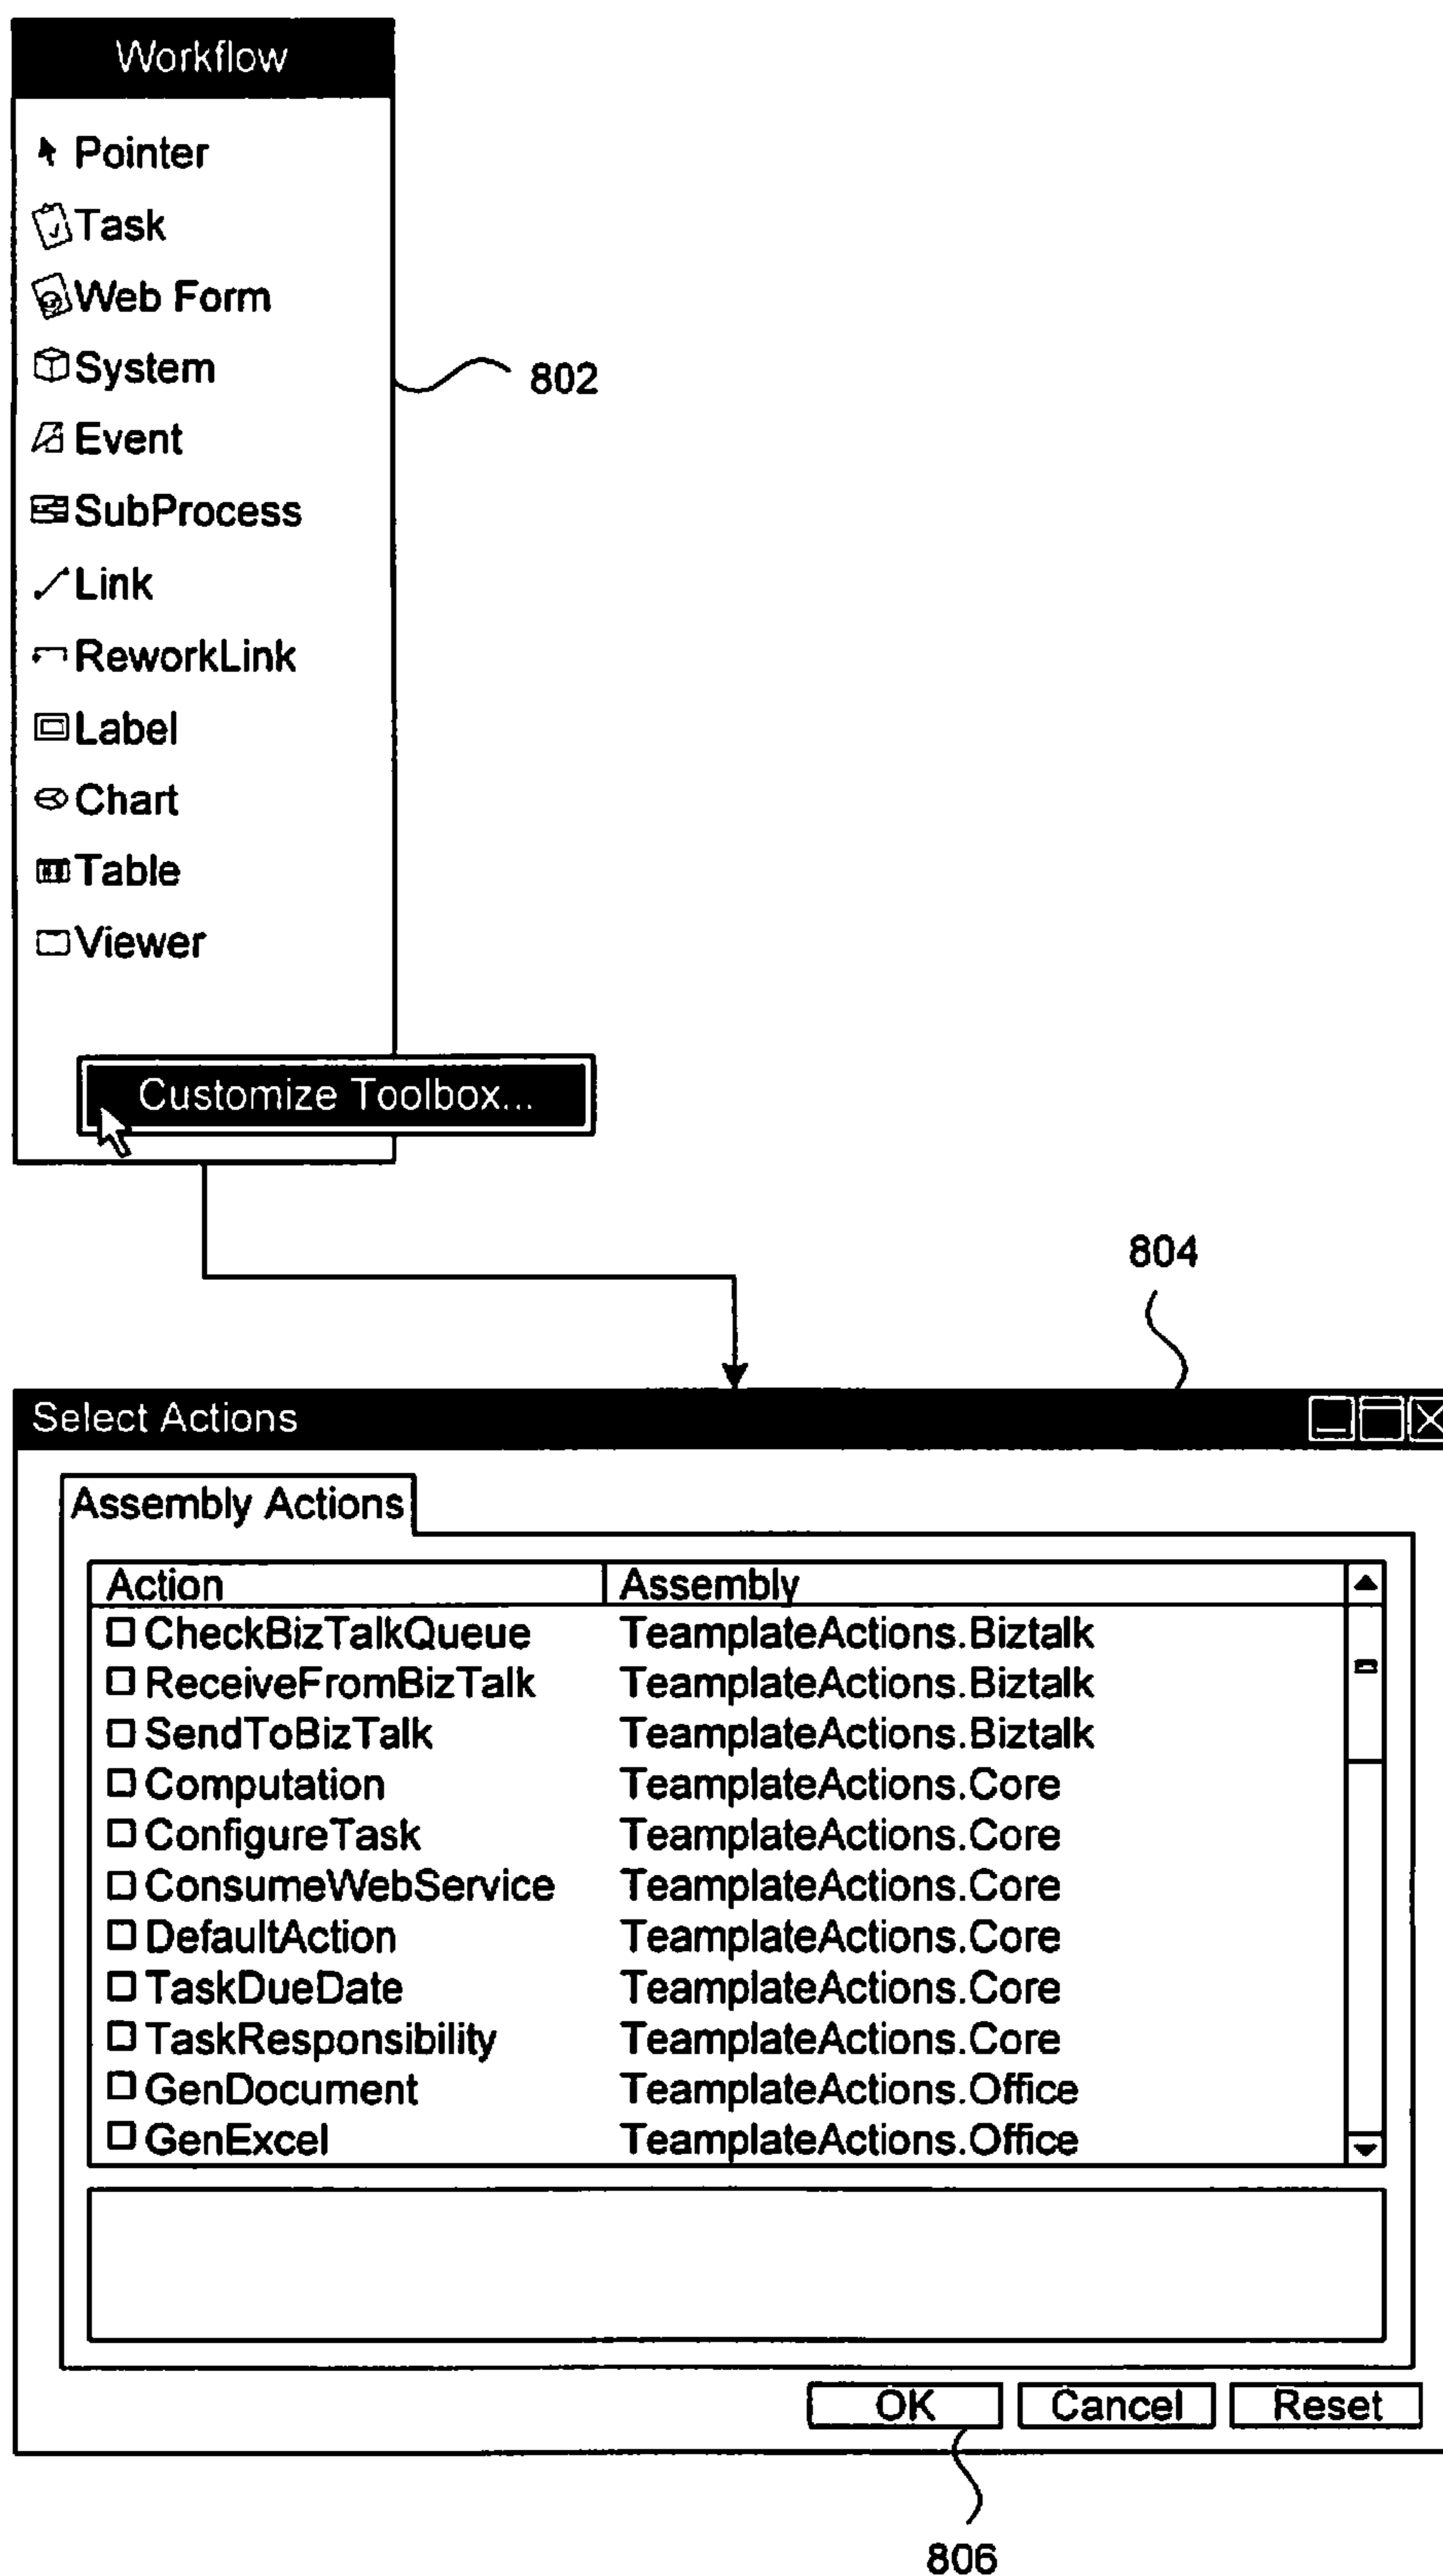 Workflow
Pointer
Task
Web Form
System
802
Event
SubProcess
Link
ReworkLink
Label
Chart
Table
Viewer
Customize Toolbox...
804
Select Actions
Assembly Actions
Action Assembly
CheckBizTalkQueue TeamplateActions.Biztalk
ReceiveFromBizTalk TeamplateActions.Biztalk
SendToBizTalk TeamplateActions.Biztalk
Computation TeamplateActions.Core
ConfigureTask TeamplateActions.Core
ConsumeWebService TeamplateActions.Core
DefaultAction TeamplateActions.Core
TaskDueDate TeamplateActions.Core
TaskResponsibility TeamplateActions.Core
GenDocument TeamplateActions.Office
GenExcel TeamplateActions.Office
OK Cancel Reset
806